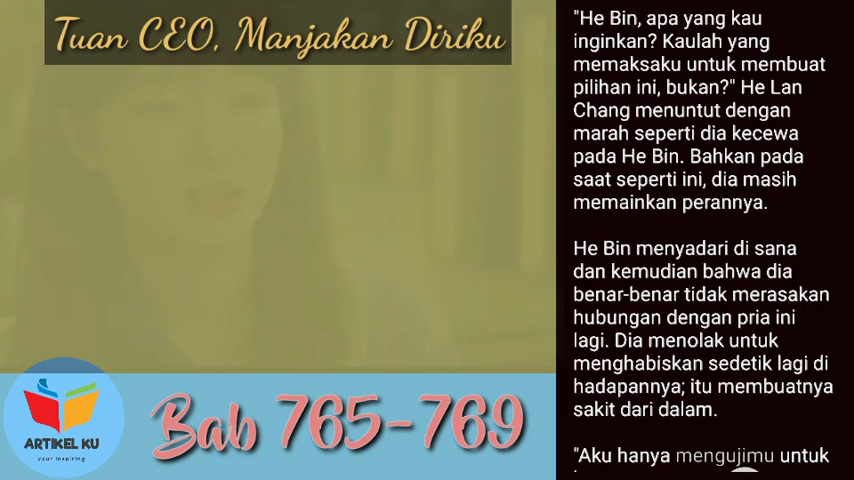 Tuan CEO, Manjakan Diriku
ARTIKEL KU
your inspiring
Bab 765-769
"He Bin, apa yang kau
inginkan? Kaulah yang
memaksaku untuk membuat
pilihan ini, bukan?" He Lan
Chang menuntut dengan
marah seperti dia kecewa
pada He Bin. Bahkan pada
saat seperti ini, dia masih
memainkan perannya.
He Bin menyadari di sana
dan kemudian bahwa dia
benar-benar tidak merasakan
hubungan dengan pria ini
lagi. Dia menolak untuk
menghabiskan sedetik lagi di
hadapannya; itu membuatnya
sakit dari dalam.
"Aku hanya mengujimu untuk